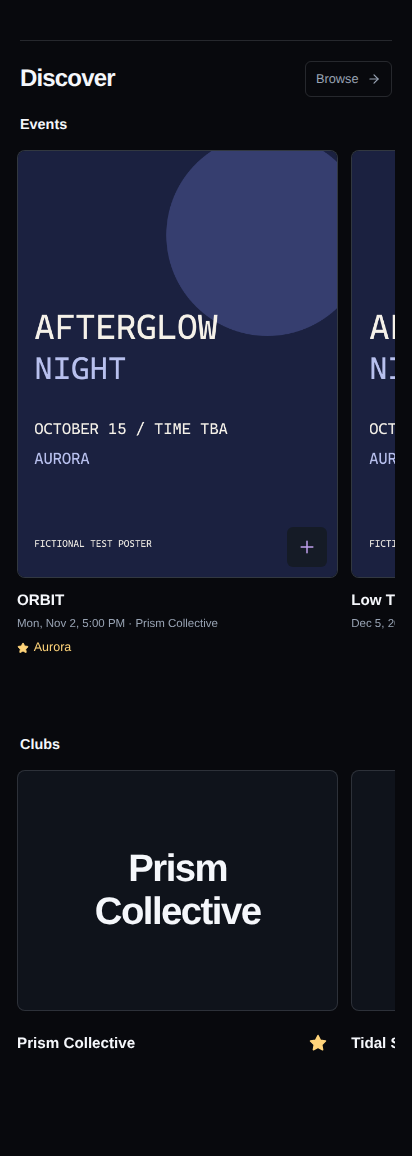 Discover
Browse
Events
AFTERGLOW
NIGHT
OCTOBER 15 / TIME TBA
AURORA
FICTIONAL TEST POSTER
ORBIT
Mon, Nov 2, 5:00 PM · Prism Collective
Aurora
Low T
Dec 5, 2
Clubs
Prism
Collective
Prism Collective
Tidal